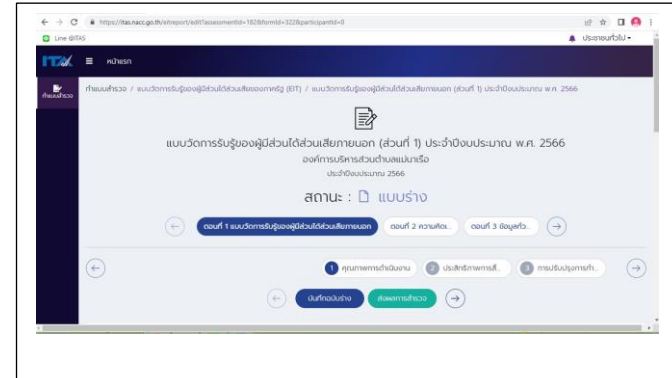 https://itas.nacc.go.th/eitreport/edit?assessmentId=182&formId=322&participantId=0
Line @ITAS
ประชาชนทั่วไป
ITAS
หน้าแรก
ทำแบบสำรวจ
ทำแบบสำรวจ / แบบวัดการรับรู้ของผู้มีส่วนได้ส่วนเสียของภาครัฐ (EIT) / แบบวัดการรับรู้ของผู้มีส่วนได้ส่วนเสียภายนอก (ส่วนที่ 1) ประจำปีงบประมาณ พ.ศ. 2566
แบบวัดการรับรู้ของผู้มีส่วนได้ส่วนเสียภายนอก (ส่วนที่ 1) ประจำปีงบประมาณ พ.ศ. 2566
องค์การบริหารส่วนตำบลแม่นาเรือ
ประจำปีงบประมาณ 2566
สถานะ : แบบร่าง
ตอนที่ 1 แบบวัดการรับรู้ของผู้มีส่วนได้ส่วนเสียภายนอก
ตอนที่ 2 ความคิดเ..
ตอนที่ 3 ข้อมูลทั่ว..
1 คุณภาพการดำเนินงาน
2 ประสิทธิภาพการสื่..
3 การปรับปรุงการทำ..
บันทึกฉบับร่าง
ส่งผลการสำรวจ